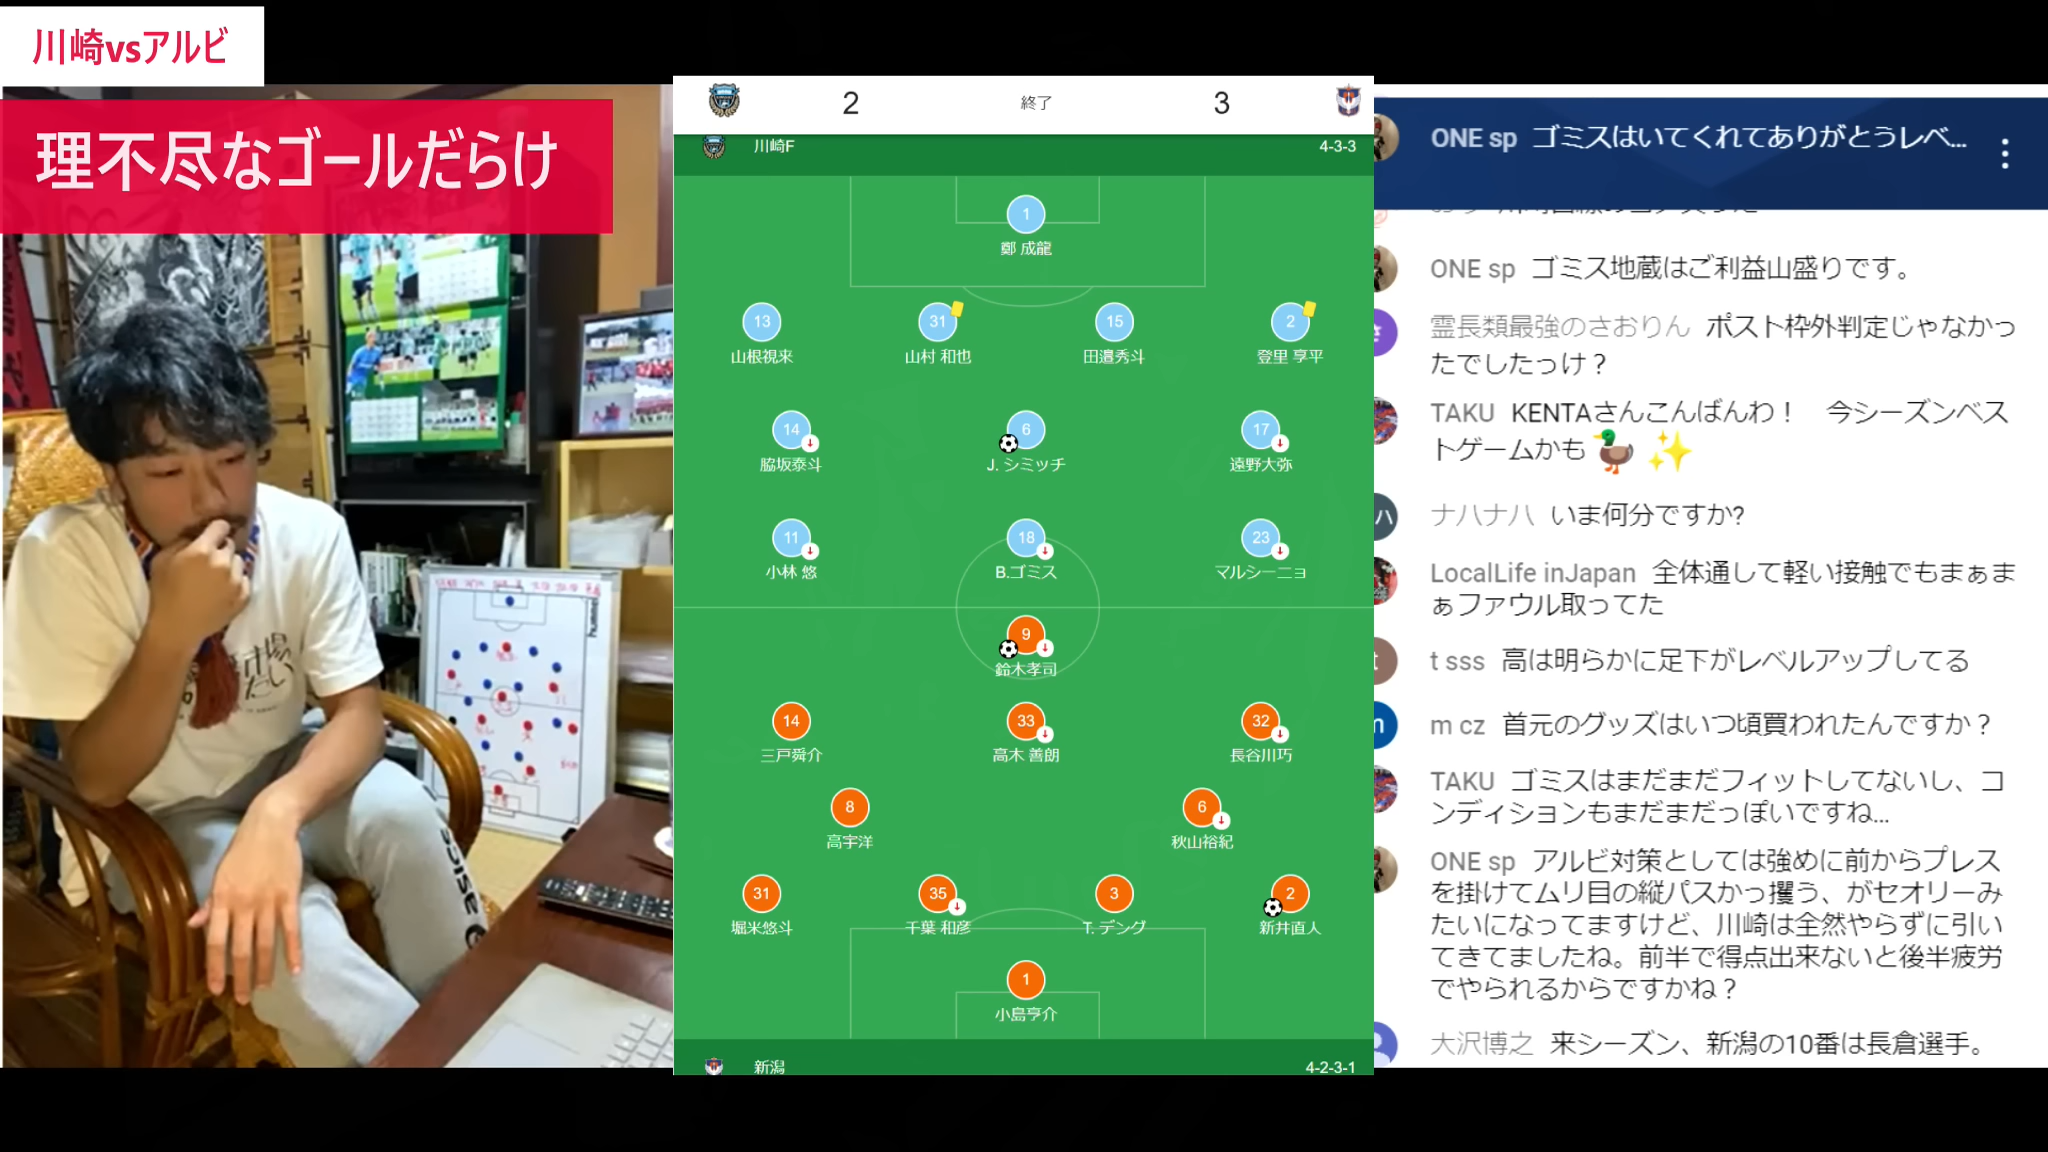 川崎vsアルビ
理不尽なゴールだらけ
2 終了 3
川崎F 4-3-3
1
鄭 成龍
13 31 15 2
山根視来 山村 和也 田邉秀斗 登里 享平
14 6 17
脇坂泰斗 J. シミッチ 遠野大弥
11 18 23
小林 悠 B.ゴミス マルシーニョ
9
鈴木孝司
14 33 32
三戸舜介 高木 善朗 長谷川巧
8 6
高宇洋 秋山裕紀
31 35 3 2
堀米悠斗 千葉 和彦 T. デング 新井直人
1
小島亨介
新潟 4-2-3-1
hummel
asics
ONE sp ゴミスはいてくれてありがとうレベ...
ONE sp ゴミス地蔵はご利益山盛りです。
霊長類最強のさおりん ポスト枠外判定じゃなかっ
たでしたっけ？
TAKU KENTAさんこんばんわ！ 今シーズンベス
トゲームかも🦆✨
ナハナハ いま何分ですか?
LocalLife inJapan 全体通して軽い接触でもまぁま
ぁファウル取ってた
t sss 高は明らかに足下がレベルアップしてる
m cz 首元のグッズはいつ頃買われたんですか？
TAKU ゴミスはまだまだフィットしてないし、コ
ンディションもまだまだっぽいですね...
ONE sp アルビ対策としては強めに前からプレス
を掛けてムリ目の縦パスかっ攫う、がセオリーみ
たいになってますけど、川崎は全然やらずに引い
てきてましたね。前半で得点出来ないと後半疲労
でやられるからですかね？
大沢博之 来シーズン、新潟の10番は長倉選手。